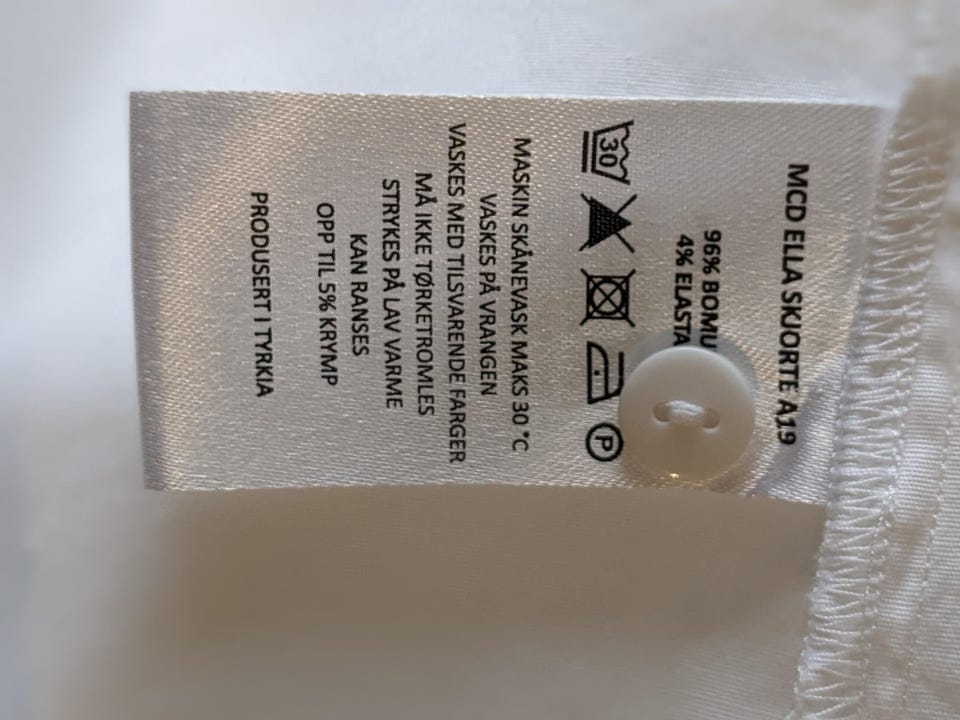 MCD ELLA SKJORTE A19
96% BOMU
4% ELASTA
30
P
MASKIN SKÅNEVASK MAKS 30 °C
VASKES PÅ VRANGEN
VASKES MED TILSVARENDE FARGER
MÅ IKKE TØRKETROMLES
STRYKES PÅ LAV VARME
KAN RANSES
OPP TIL 5% KRYMP
PRODUSERT I TYRKIA